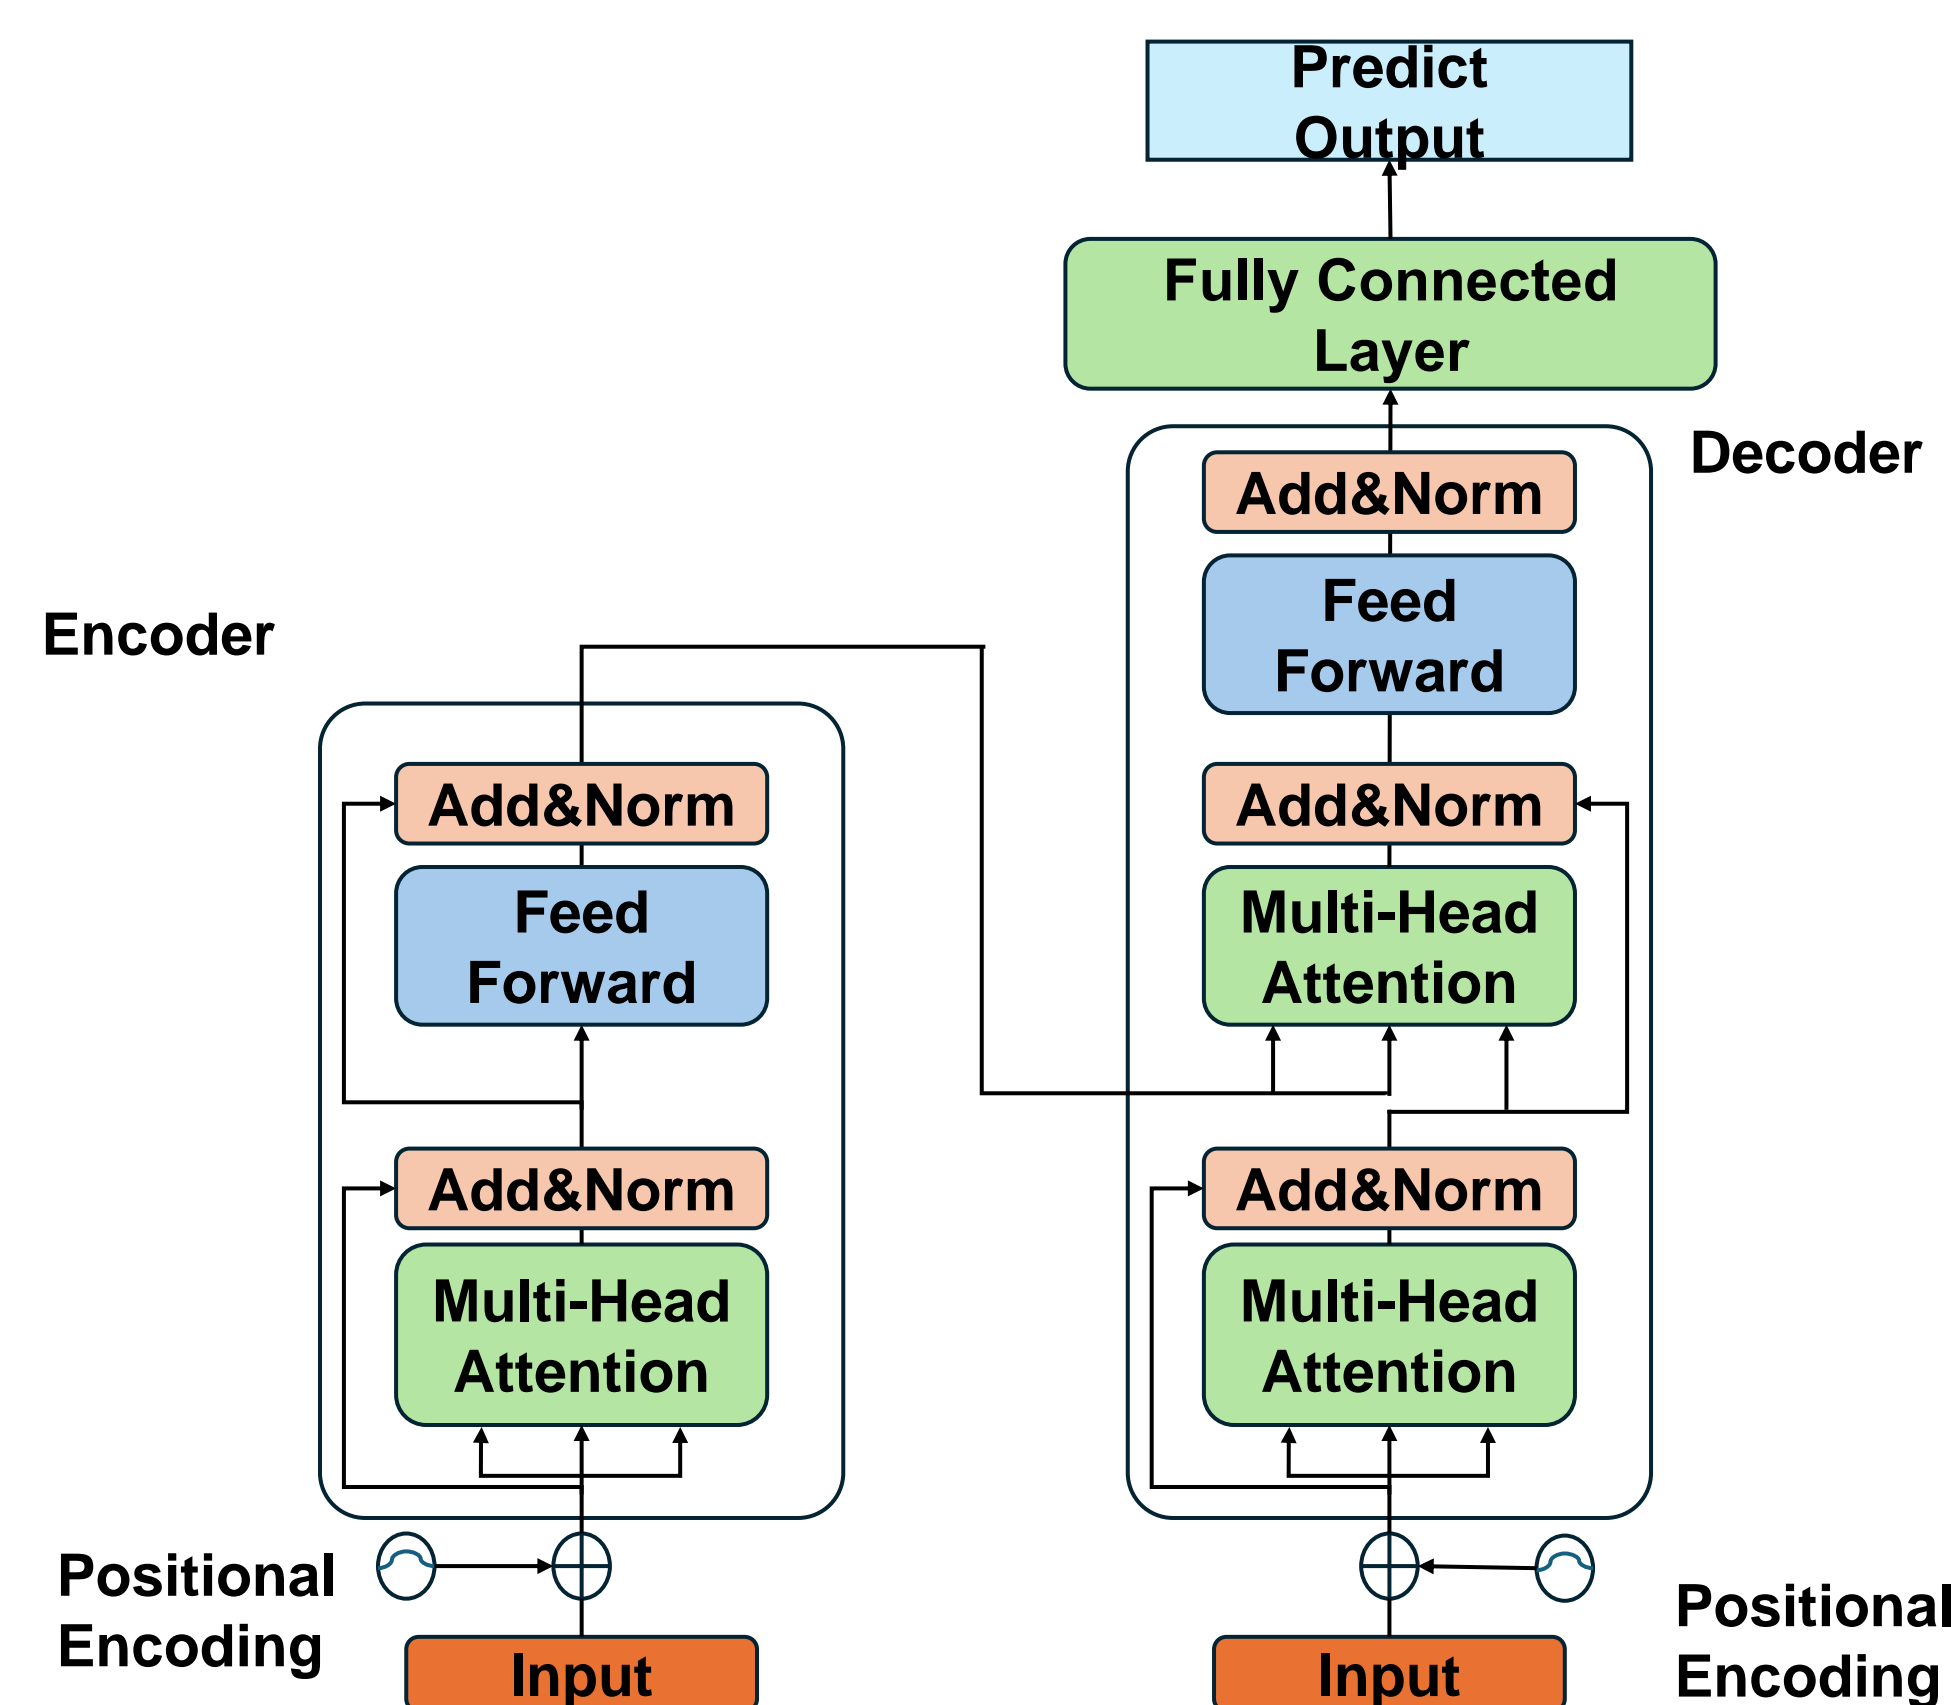 Predict
Output
Fully Connected
Layer
Decoder
Add&Norm
Feed
Forward
Add&Norm
Multi-Head
Attention
Add&Norm
Multi-Head
Attention
Positional
Encoding
Input
Encoder
Add&Norm
Feed
Forward
Add&Norm
Multi-Head
Attention
Positional
Encoding
Input